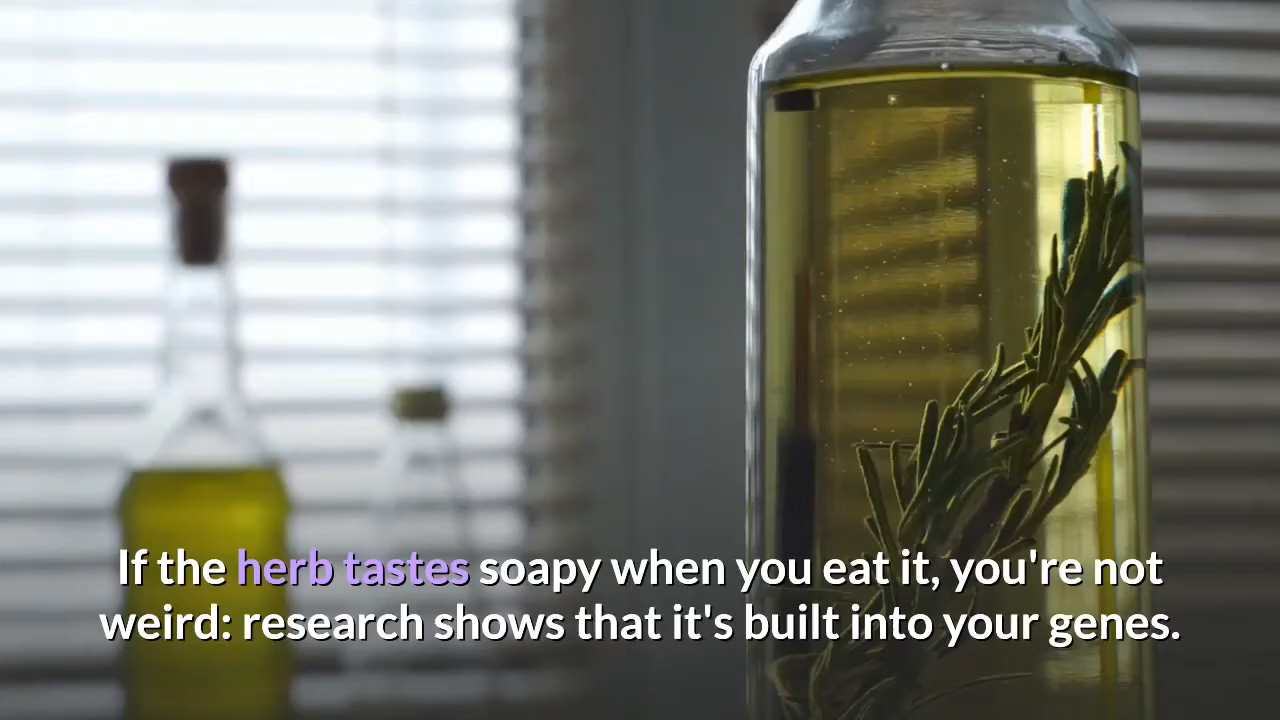 If the herb tastes soapy when you eat it, you're not
weird: research shows that it's built into your genes.